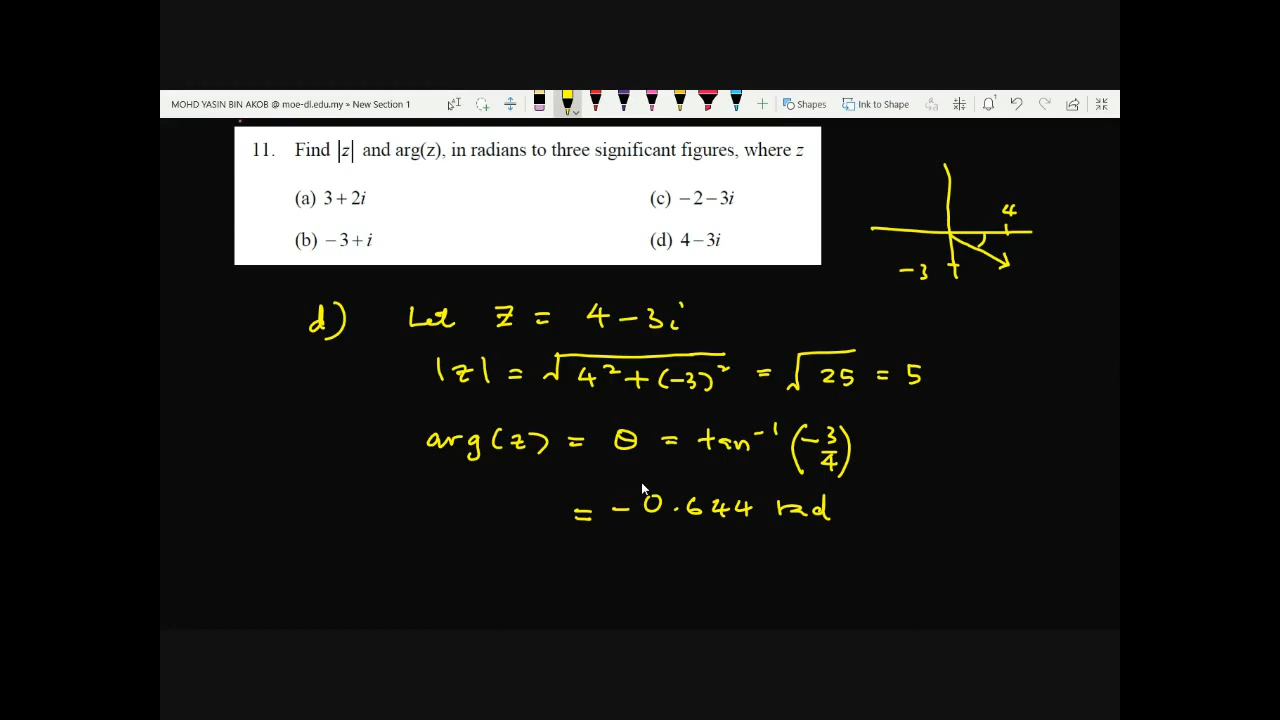 MOHD YASIN BIN AKOB @ moe-dl.edu.my » New Section 1
Shapes
Ink to Shape
11. Find |z| and arg(z), in radians to three significant figures, where z
(a) 3 + 2i
(c) −2 − 3i
(b) −3 + i
(d) 4 − 3i
4
−3
d) Let z = 4 − 3i
|z| = √(4² + (−3)²) = √25 = 5
arg(z) = θ = tan⁻¹(−3/4)
= −0.644 rad